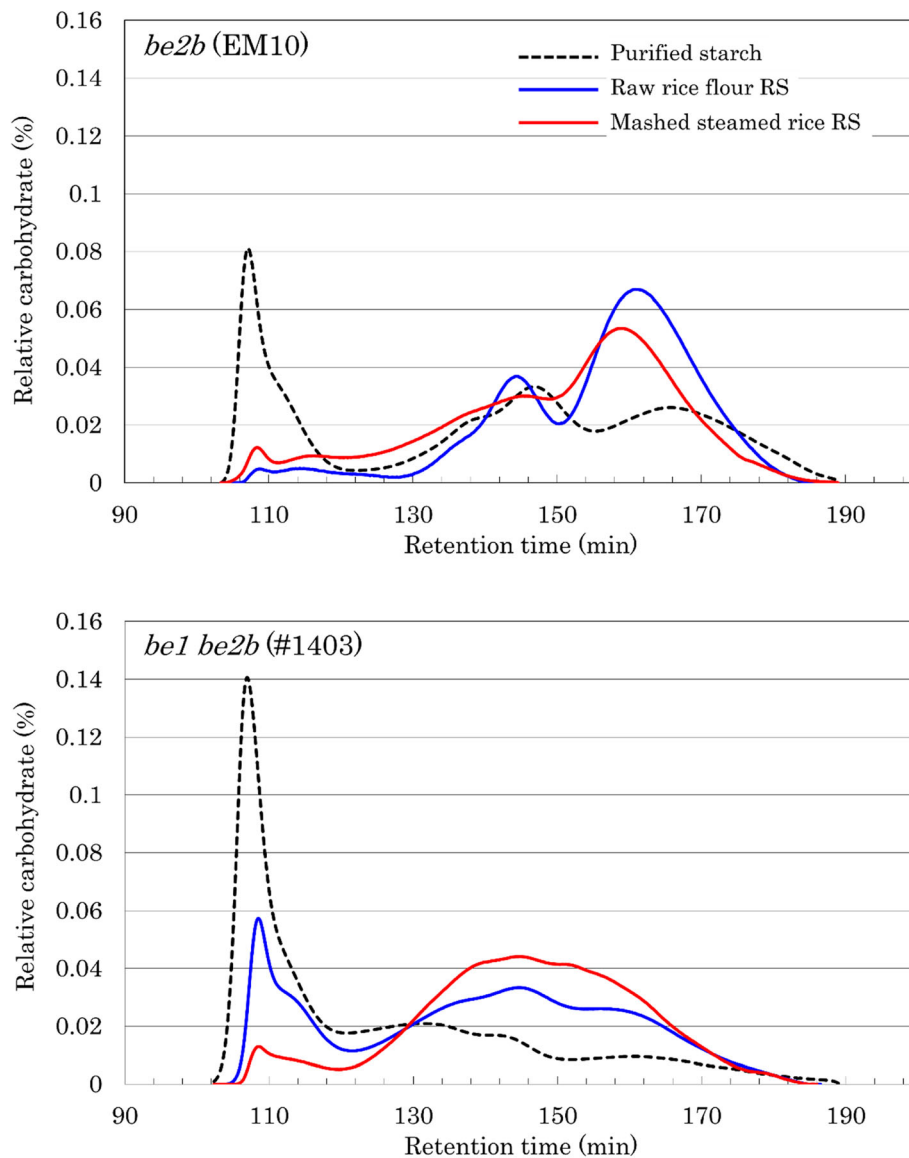 0.16
be2b (EM10)
Purified starch
0.14
Raw rice flour RS
0.12
Mashed steamed rice RS
0.1
0.08
0.06
0.04
0.02
0
Relative carbohydrate (%)
90 110 130 150 170 190
Retention time (min)
0.16
be1 be2b (#1403)
0.14
0.12
0.1
0.08
0.06
0.04
0.02
0
Relative carbohydrate (%)
90 110 130 150 170 190
Retention time (min)